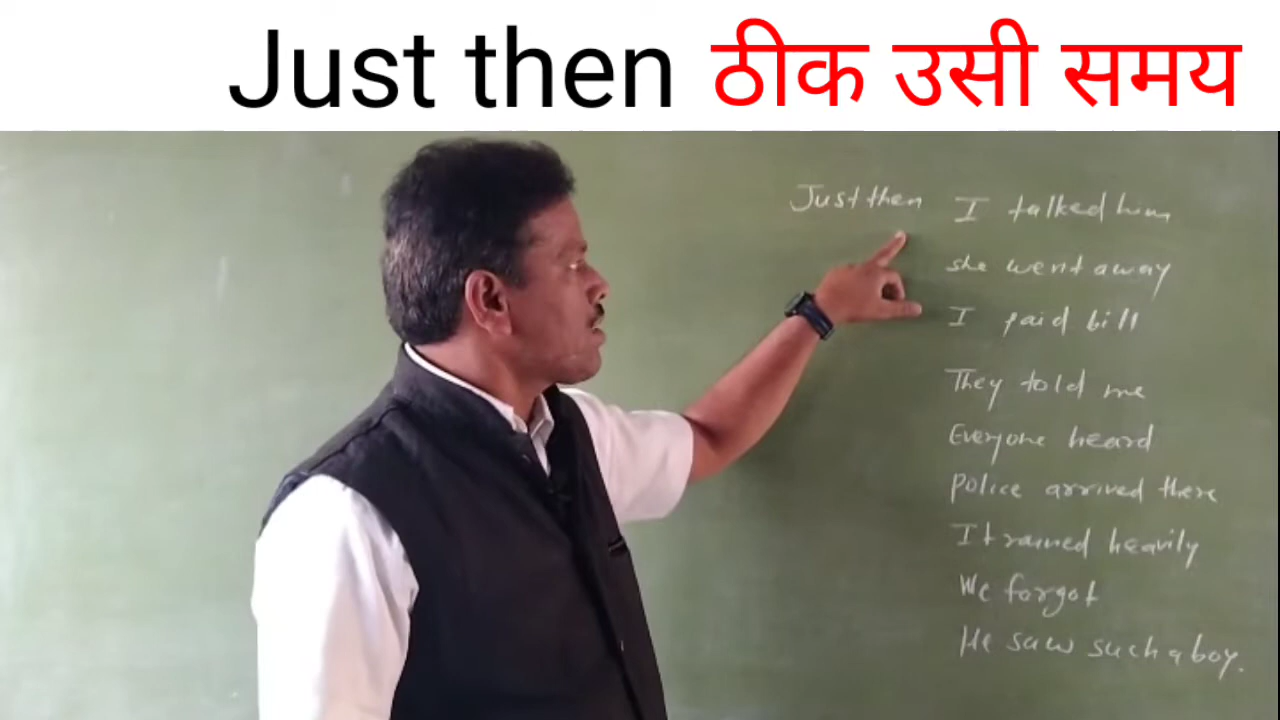 Just then ठीक उसी समय
Just then I talked him
she went away
I paid bill
They told me
Everyone heard
Police arrived there
It rained heavily
We forgot
He saw such a boy.